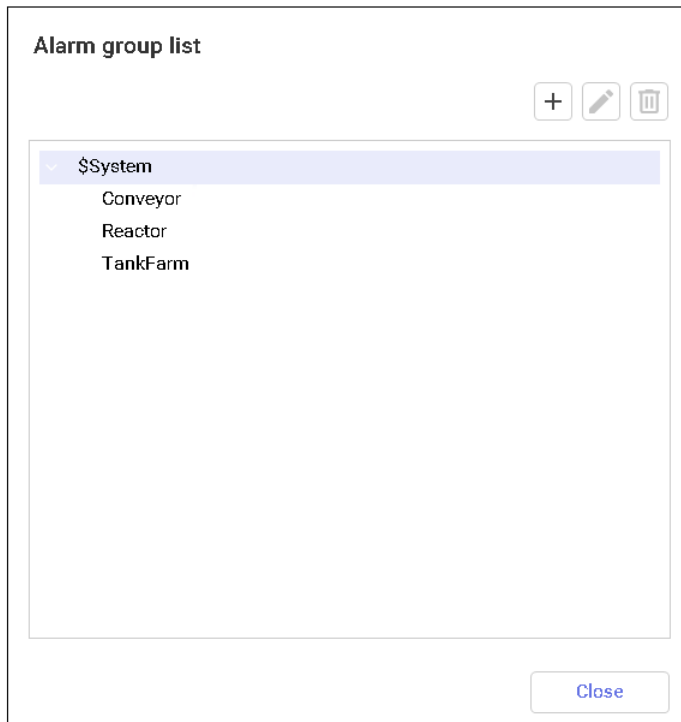 Alarm group list
$System
Conveyor
Reactor
TankFarm
Close